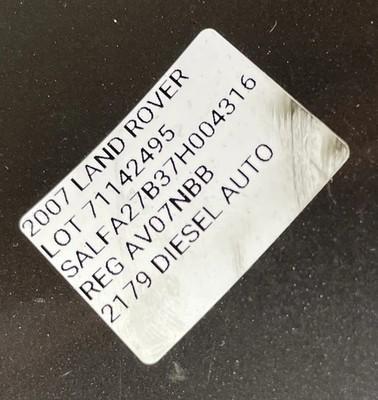 2007 LAND ROVER
LOT 71142495
SALFA27B37H004316
REG AV07NBB
2179 DIESEL AUTO